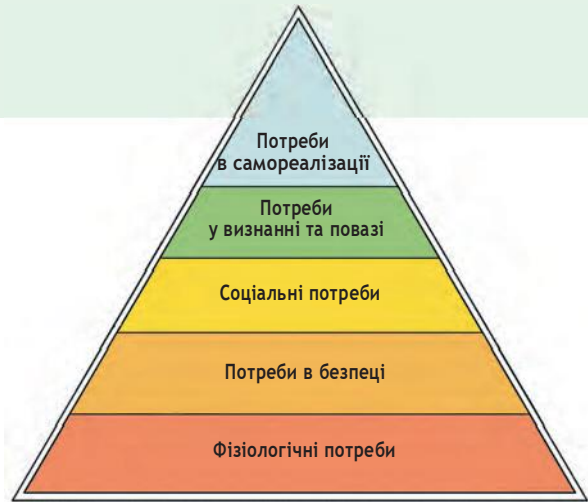 Потреби
в самореалізації
Потреби
у визнанні та повазі
Соціальні потреби
Потреби в безпеці
Фізіологічні потреби